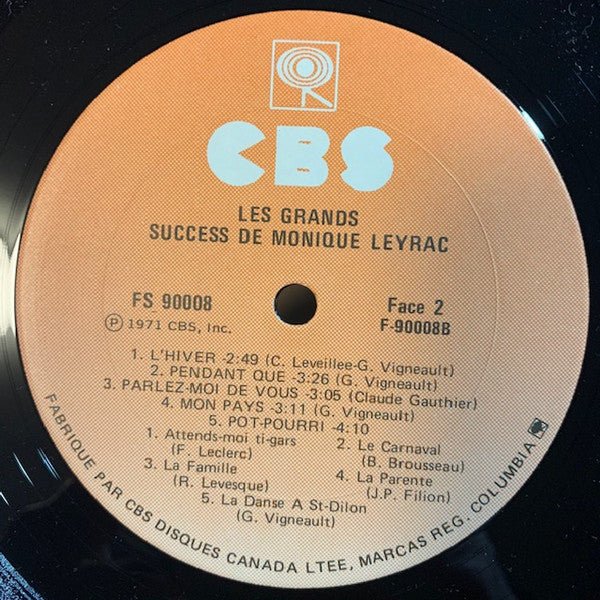 CBS
LES GRANDS
SUCCESS DE MONIQUE LEYRAC
FS 90008
Face 2
℗ 1971 CBS, Inc.
F-90008B
1. L'HIVER -2:49 (C. Leveillee-G. Vigneault)
2. PENDANT QUE -3:26 (G. Vigneault)
3. PARLEZ-MOI DE VOUS -3:05 (Claude Gauthier)
4. MON PAYS -3:11 (G. Vigneault)
5. POT-POURRI -4:10
1. Attends-moi ti-gars
(F. Leclerc)
2. Le Carnaval
(B. Brousseau)
3. La Famille
(R. Levesque)
4. La Parente
(J.P. Filion)
5. La Danse A St-Dilon
(G. Vigneault)
FABRIQUE PAR CBS DISQUES CANADA LTEE, MARCAS REG. COLUMBIA